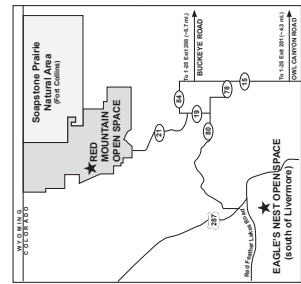 WYOMING
COLORADO
Soapstone Prairie
Natural Area
(Fort Collins)
RED
MOUNTAIN
OPEN SPACE
To I-25 Exit 288 (~6.7 mi.)
BUCKEYE ROAD
To 1-25 Exit 281 (~4.3 mi.)
OWL CANYON ROAD
21
84
19
80
78
15
287
Red Feather Lakes Road
EAGLE'S NEST OPEN SPACE
(south of Livermore)